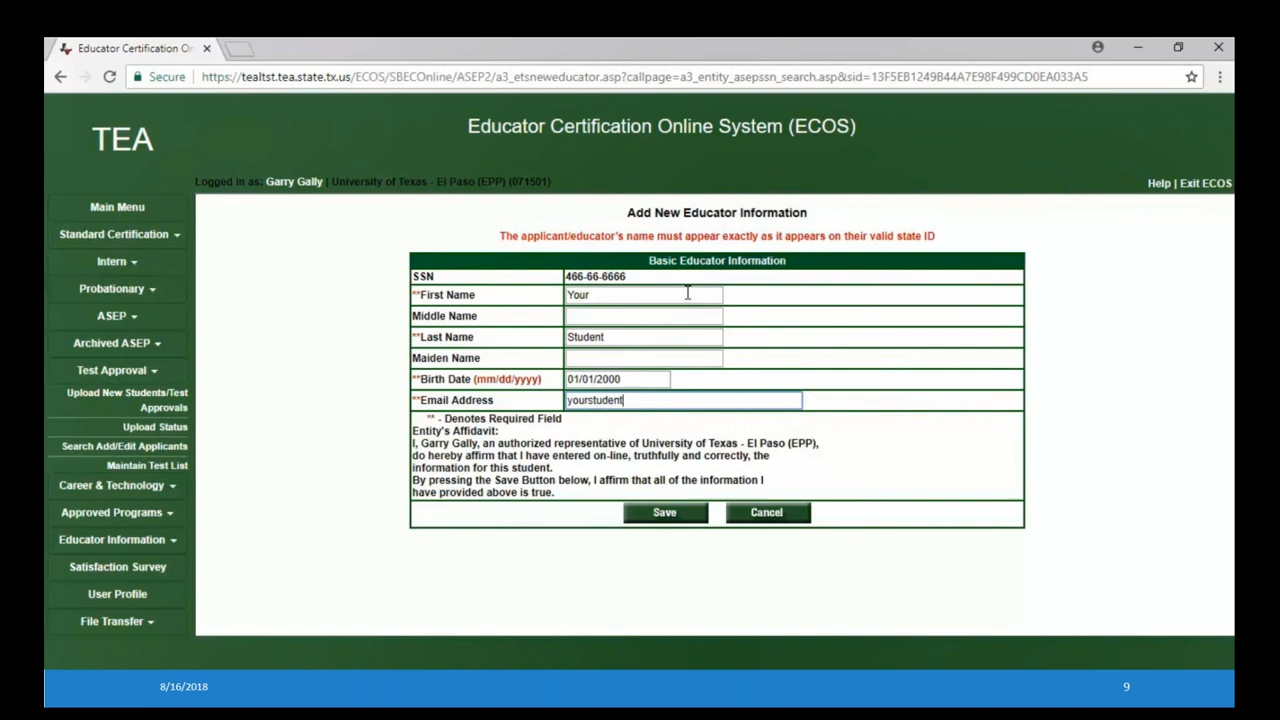 Educator Certification On
Secure https://tealtst.tea.state.tx.us/ECOS/SBECOnline/ASEP2/a3_etsneweducator.asp?callpage=a3_entity_asepssn_search.asp&sid=13F5EB1249B44A7E98F499CD0EA033A5
TEA
Educator Certification Online System (ECOS)
Logged in as: Garry Gally | University of Texas - El Paso (EPP) (071501)
Help | Exit ECOS
Main Menu
Standard Certification
Intern
Probationary
ASEP
Archived ASEP
Test Approval
Upload New Students/Test
Approvals
Upload Status
Search Add/Edit Applicants
Maintain Test List
Career & Technology
Approved Programs
Educator Information
Satisfaction Survey
User Profile
File Transfer
Add New Educator Information
The applicant/educator's name must appear exactly as it appears on their valid state ID
Basic Educator Information
SSN 466-66-6666
**First Name Your
Middle Name
**Last Name Student
Maiden Name
**Birth Date (mm/dd/yyyy) 01/01/2000
**Email Address yourstudent
** - Denotes Required Field
Entity's Affidavit:
I, Garry Gally, an authorized representative of University of Texas - El Paso (EPP),
do hereby affirm that I have entered on-line, truthfully and correctly, the
information for this student.
By pressing the Save Button below, I affirm that all of the information I
have provided above is true.
Save Cancel
8/16/2018 9